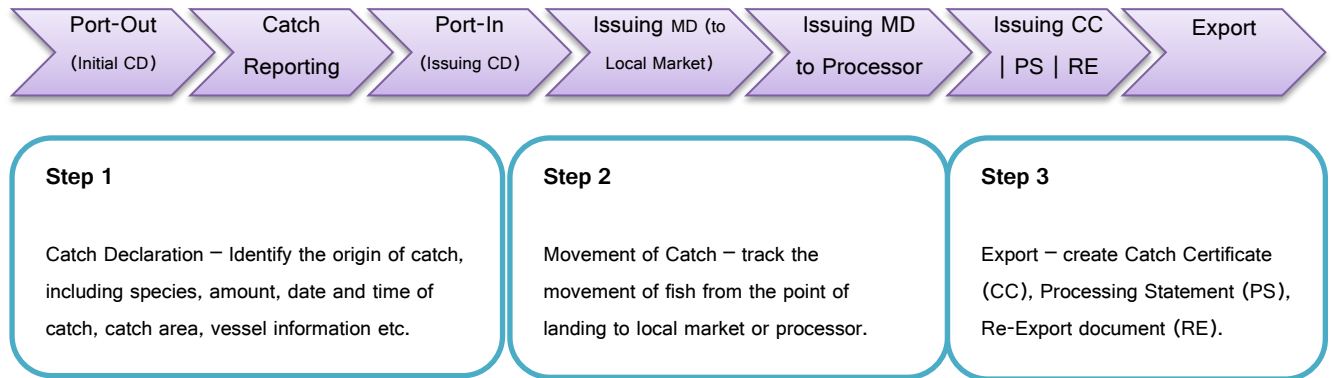 Port-Out
(Initial CD)
Catch
Reporting
Port-In
(Issuing CD)
Issuing MD (to
Local Market)
Issuing MD
to Processor
Issuing CC
| PS | RE
Export
Step 1
Catch Declaration – Identify the origin of catch,
including species, amount, date and time of
catch, catch area, vessel information etc.
Step 2
Movement of Catch – track the
movement of fish from the point of
landing to local market or processor.
Step 3
Export – create Catch Certificate
(CC), Processing Statement (PS),
Re-Export document (RE).